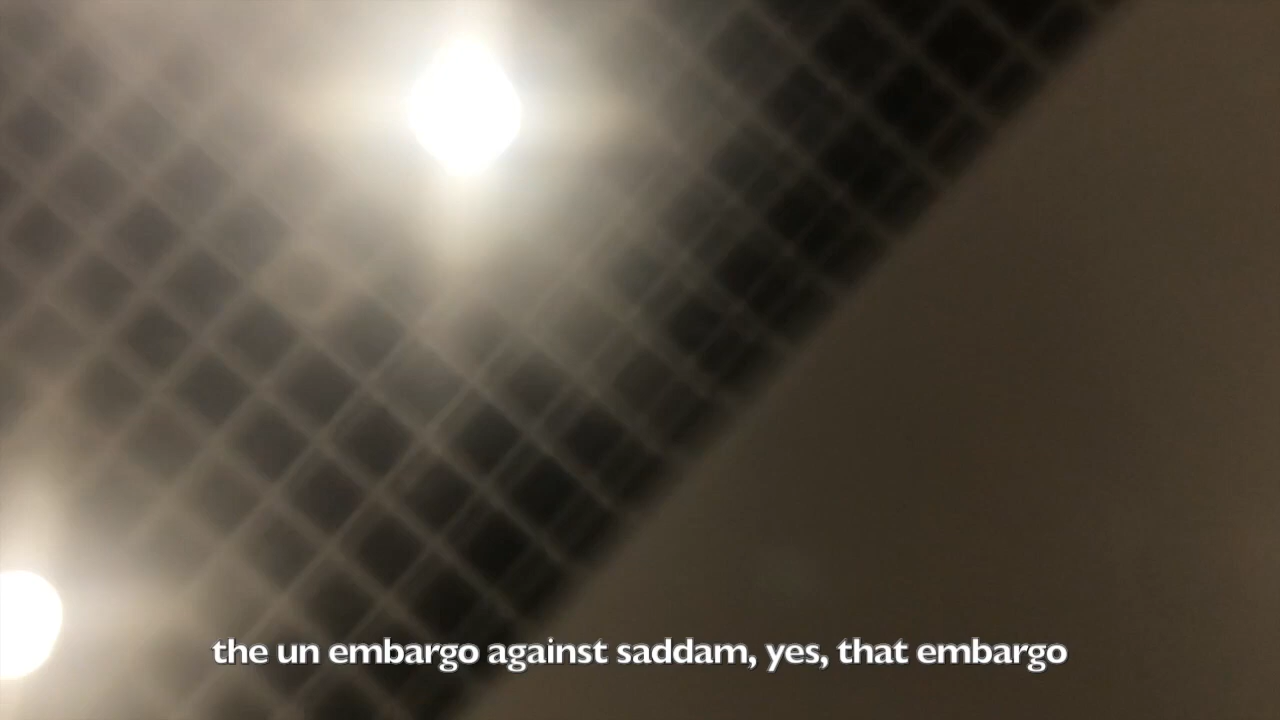 the un embargo against saddam, yes, that embargo